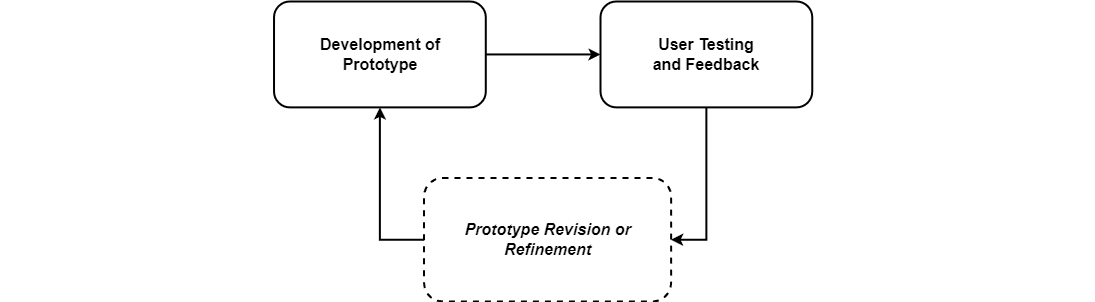 Development of
Prototype
User Testing
and Feedback
Prototype Revision or
Refinement